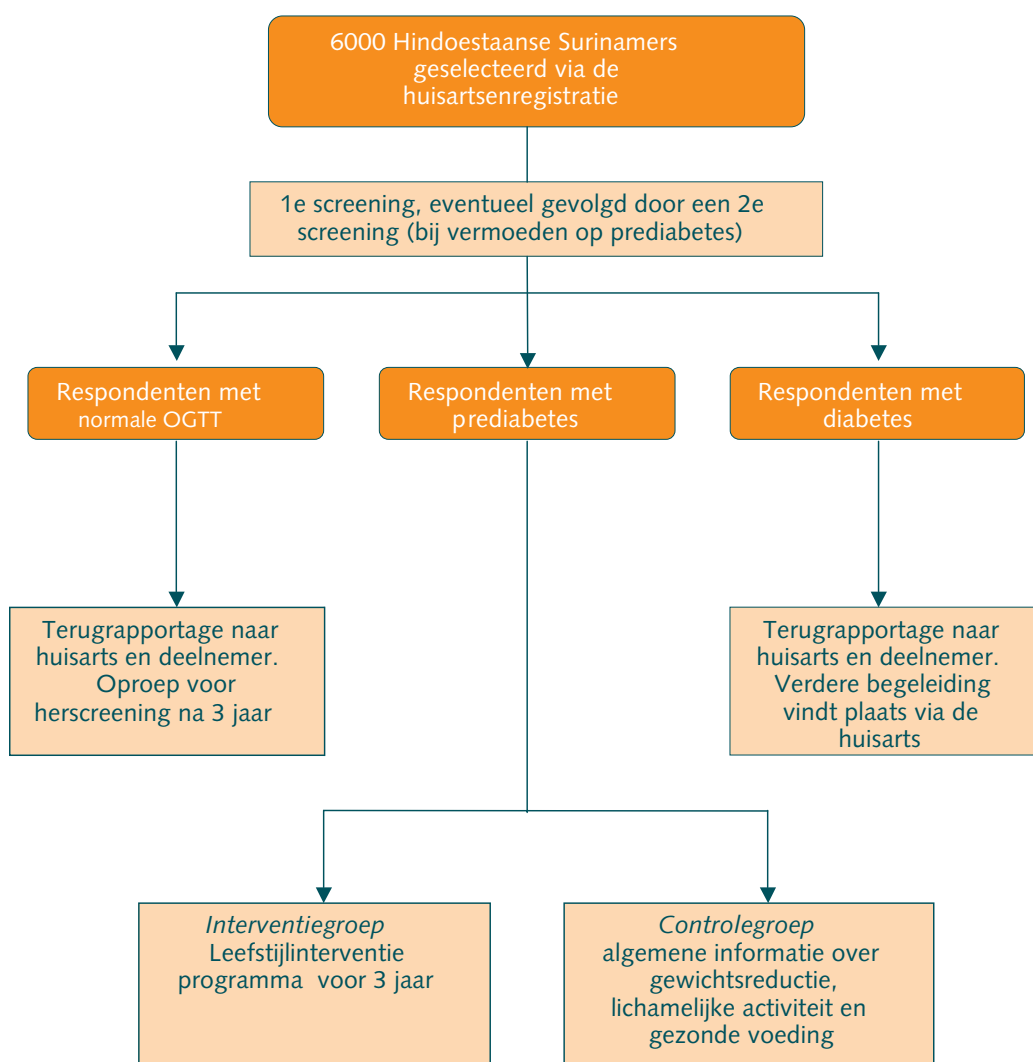 6000 Hindoestaanse Surinamers
geselecteerd via de
huisartsenregistratie
1e screening, eventueel gevolgd door een 2e
screening (bij vermoeden op prediabetes)
Respondenten met
normale OGTT
Respondenten met
prediabetes
Respondenten met
diabetes
Terugrapportage naar
huisarts en deelnemer.
Oproep voor
herscreening na 3 jaar
Terugrapportage naar
huisarts en deelnemer.
Verdere begeleiding
vindt plaats via de
huisarts
Interventiegroep
Leefstijlinterventie
programma voor 3 jaar
Controlegroep
algemene informatie over
gewichtsreductie,
lichamelijke activiteit en
gezonde voeding